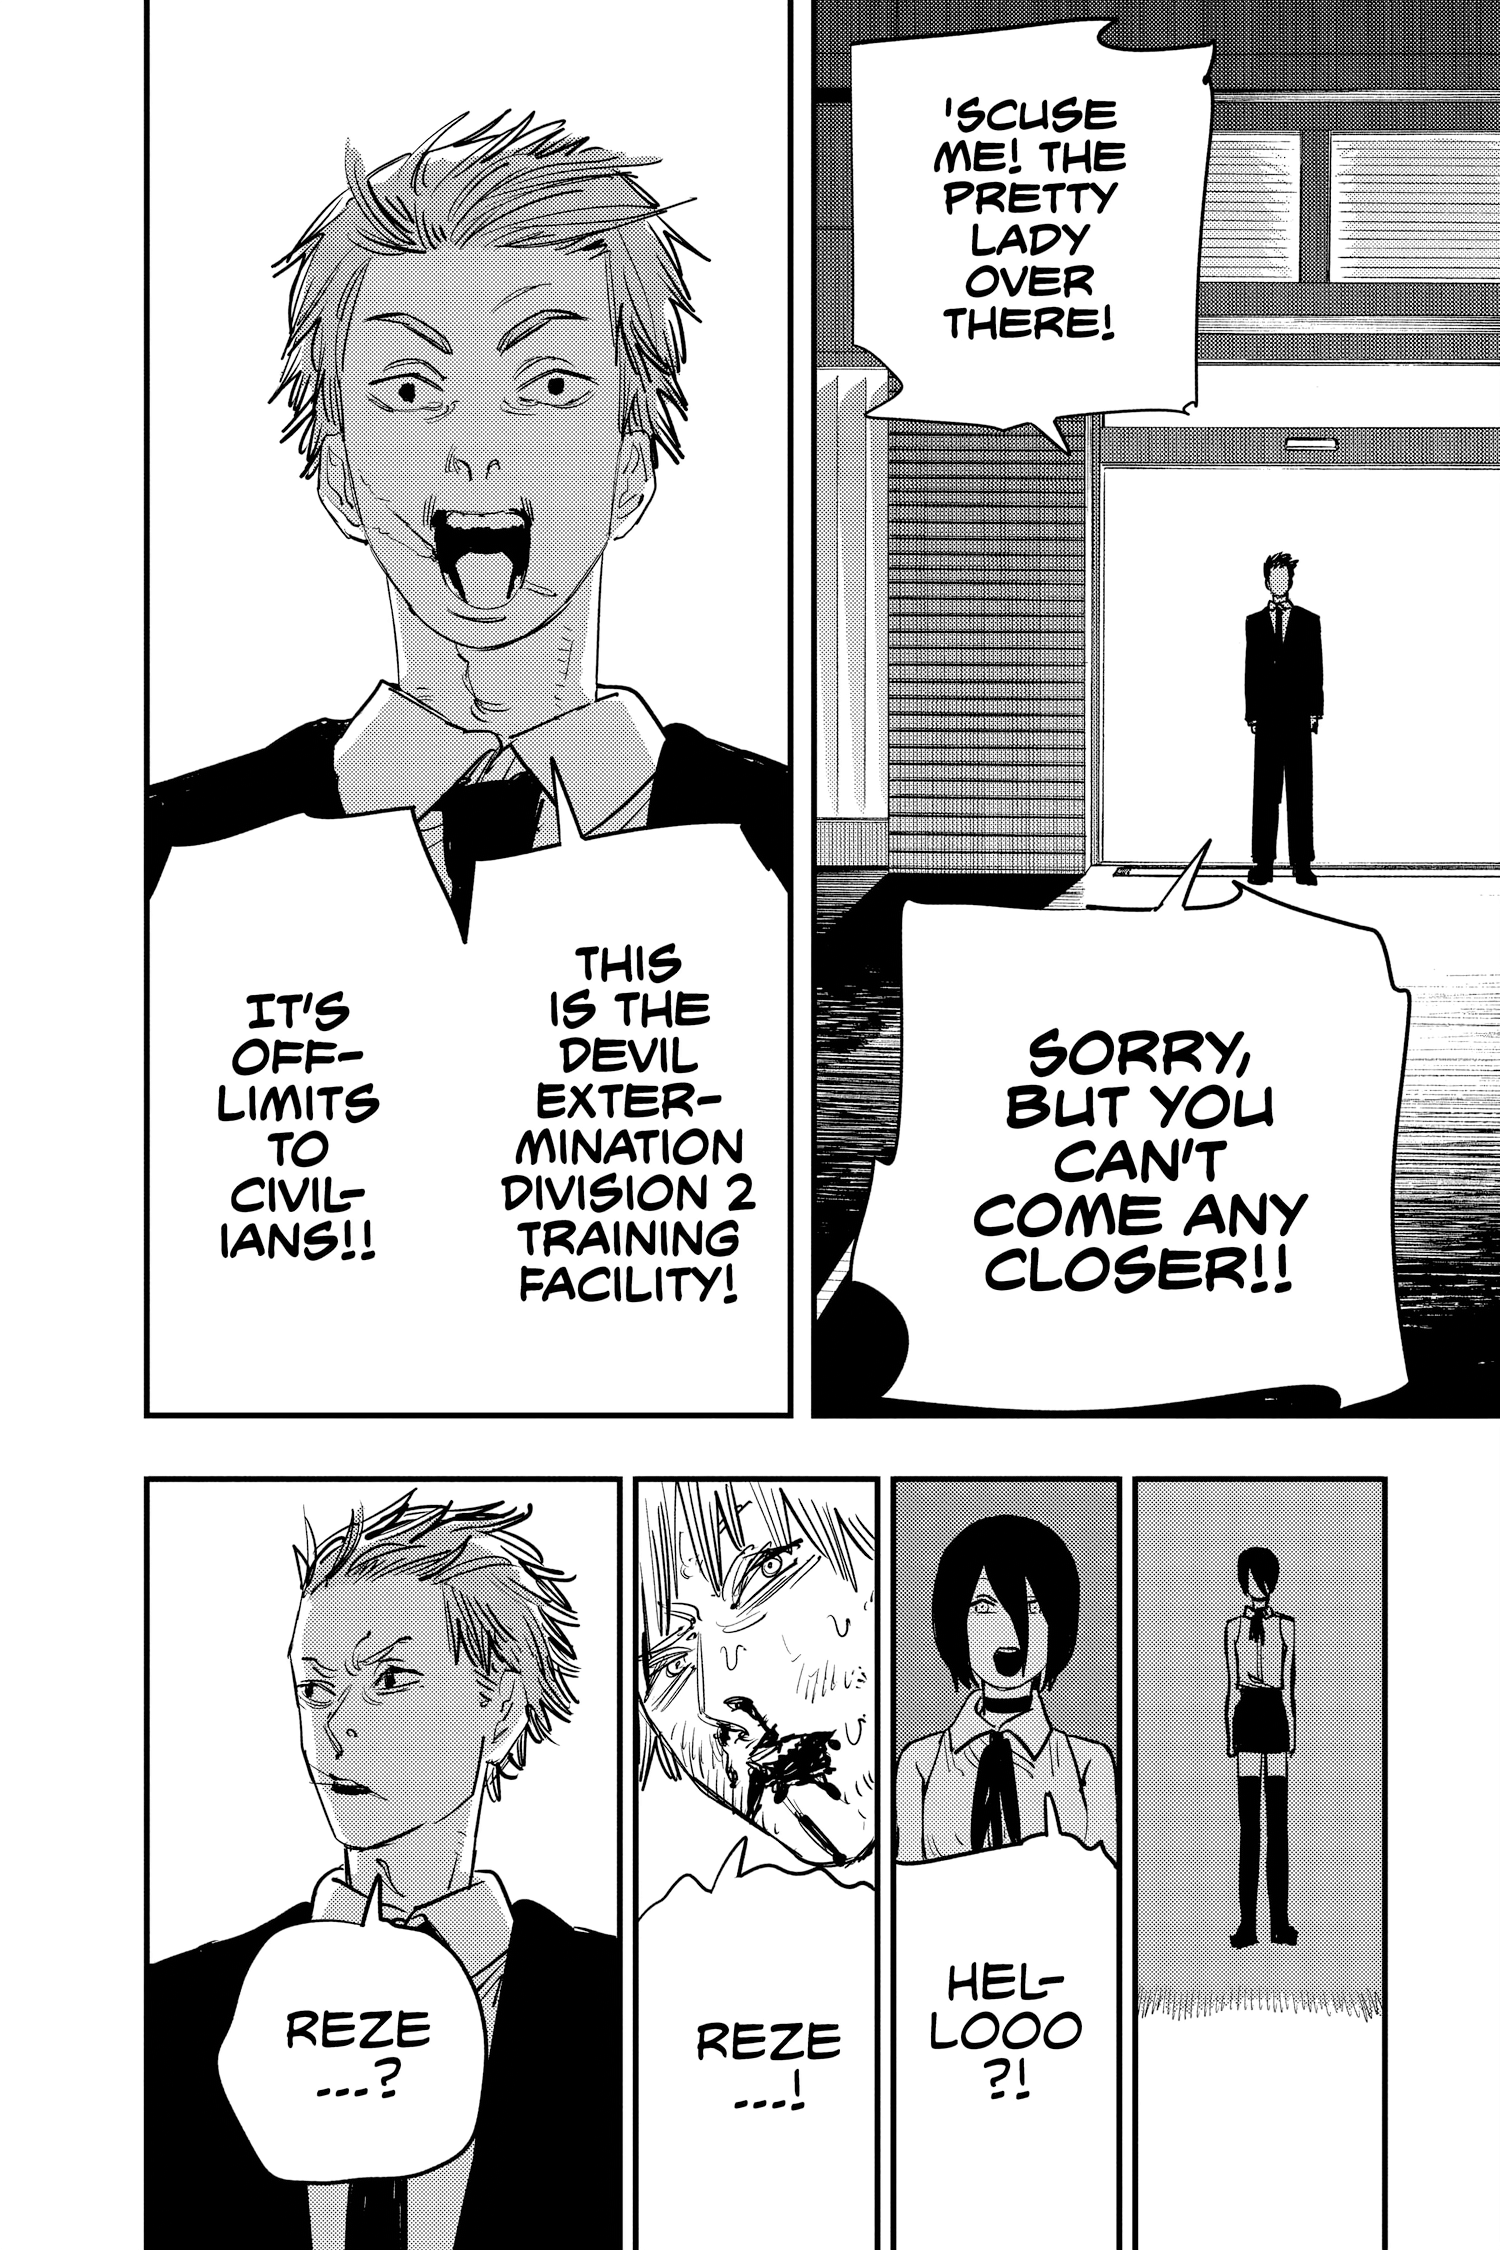 'SCUSE
ME! THE
PRETTY
LADY
OVER
THERE!
SORRY,
BUT YOU
CAN'T
COME ANY
CLOSER!!
THIS
IS THE
DEVIL
EXTER-
MINATION
DIVISION 2
TRAINING
FACILITY!
IT'S
OFF-
LIMITS
TO
CIVIL-
IANS!!
HEL-
LOOO
?!
REZE
...!
REZE
...?